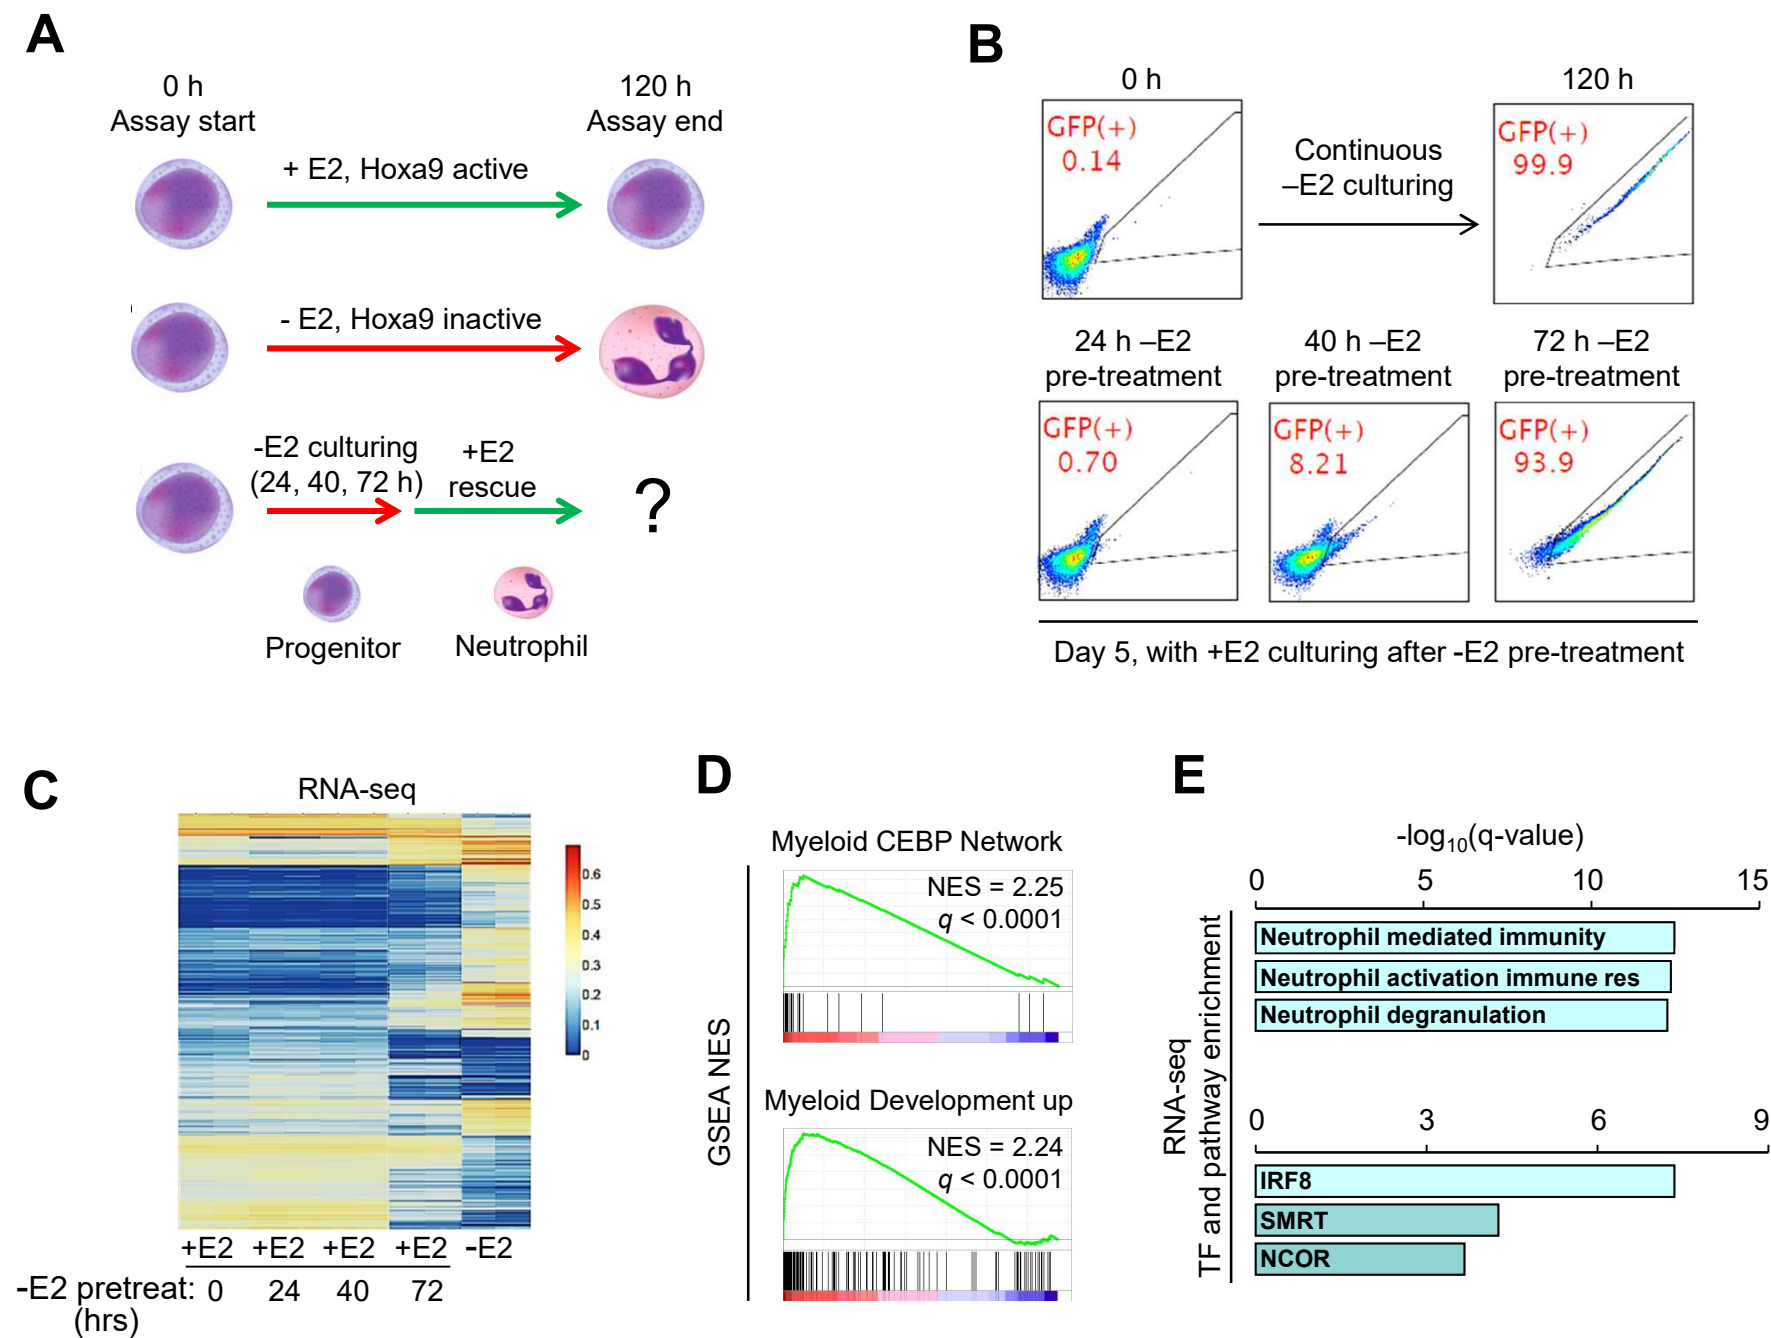 A
0 h
Assay start
120 h
Assay end
+ E2, Hoxa9 active
- E2, Hoxa9 inactive
-E2 culturing
(24, 40, 72 h)
+E2
rescue
?
Progenitor
Neutrophil
B
0 h
120 h
GFP(+)
0.14
Continuous
–E2 culturing
GFP(+)
99.9
24 h –E2
pre-treatment
40 h –E2
pre-treatment
72 h –E2
pre-treatment
GFP(+)
0.70
GFP(+)
8.21
GFP(+)
93.9
Day 5, with +E2 culturing after -E2 pre-treatment
C
RNA-seq
0.6
0.5
0.4
0.3
0.2
0.1
0
+E2 +E2 +E2 +E2 -E2
-E2 pretreat: 0 24 40 72
(hrs)
D
GSEA NES
Myeloid CEBP Network
NES = 2.25
q < 0.0001
Myeloid Development up
NES = 2.24
q < 0.0001
E
RNA-seq
TF and pathway enrichment
-log10(q-value)
0 5 10 15
Neutrophil mediated immunity
Neutrophil activation immune res
Neutrophil degranulation
0 3 6 9
IRF8
SMRT
NCOR